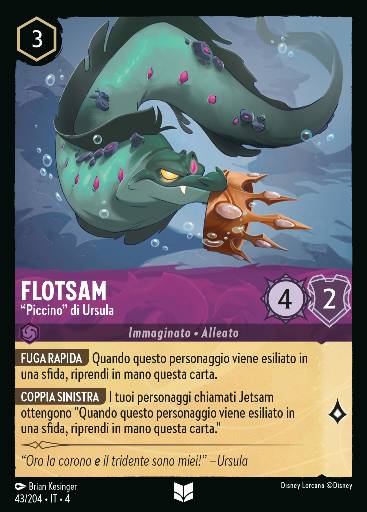 3
FLOTSAM
“Piccino” di Ursula
4
2
Immaginato • Alleato
FUGA RAPIDA Quando questo personaggio viene esiliato in
una sfida, riprendi in mano questa carta.
COPPIA SINISTRA I tuoi personaggi chiamati Jetsam
ottengono "Quando questo personaggio viene esiliato in
una sfida, riprendi in mano questa carta."
“Oro la corona e il tridente sono miei!” –Ursula
Brian Kesinger
Disney Lorcana ©Disney
43/204 • IT • 4